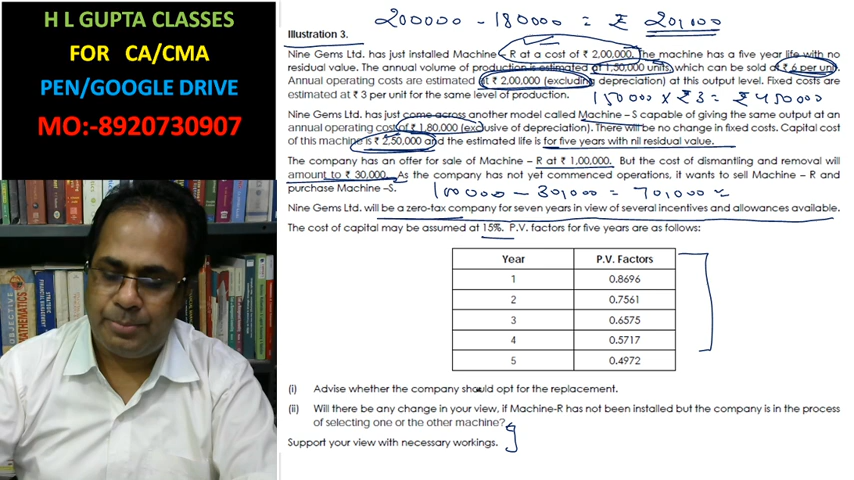 H L GUPTA CLASSES
FOR CA/CMA
PEN/GOOGLE DRIVE
MO:-8920730907
200000 - 180000 = ₹ 201000
Illustration 3.
Nine Gems Ltd. has just installed Machine – R at a cost of ₹ 2,00,000. The machine has a five year life with no
residual value. The annual volume of production is estimated at 1,50,000 units, which can be sold at ₹ 6 per unit.
Annual operating costs are estimated at ₹ 2,00,000 (excluding depreciation) at this output level. Fixed costs are
estimated at ₹ 3 per unit for the same level of production.
150000 x ₹3 = ₹450000
Nine Gems Ltd. has just come across another model called Machine – S capable of giving the same output at an
annual operating cost of ₹ 1,80,000 (exclusive of depreciation). There will be no change in fixed costs. Capital cost
of this machine is ₹ 2,50,000 and the estimated life is for five years with nil residual value.
The company has an offer for sale of Machine – R at ₹ 1,00,000. But the cost of dismantling and removal will
amount to ₹ 30,000. As the company has not yet commenced operations, it wants to sell Machine – R and
purchase Machine –S.
100000 - 301000 = 701000 =
Nine Gems Ltd. will be a zero-tax company for seven years in view of several incentives and allowances available.
The cost of capital may be assumed at 15%. P.V. factors for five years are as follows:
Year P.V. Factors
1 0.8696
2 0.7561
3 0.6575
4 0.5717
5 0.4972
(i) Advise whether the company should opt for the replacement.
(ii) Will there be any change in your view, if Machine-R has not been installed but the company is in the process
of selecting one or the other machine?
Support your view with necessary workings.